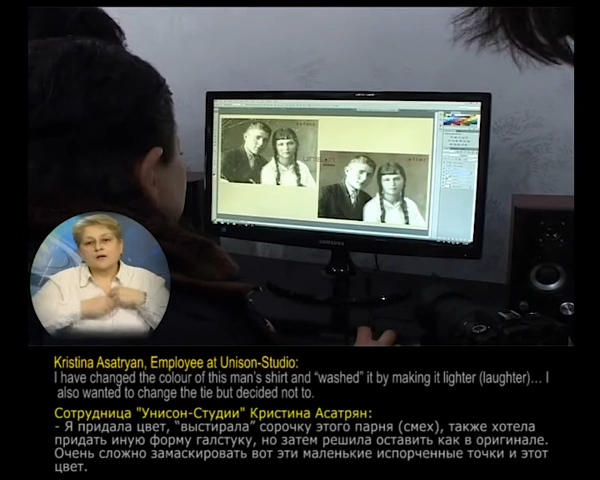 before
UNISON
after
SAMSUNG
Kristina Asatryan, Employee at Unison-Studio:
I have changed the colour of this man's shirt and “washed” it by making it lighter (laughter)… I
also wanted to change the tie but decided not to.
Сотрудница "Унисон-Студии" Кристина Асатрян:
- Я придала цвет, “выстирала” сорочку этого парня (смех), также хотела
придать иную форму галстуку, но затем решила оставить как в оригинале.
Очень сложно замаскировать вот эти маленькие испорченные точки и этот
цвет.